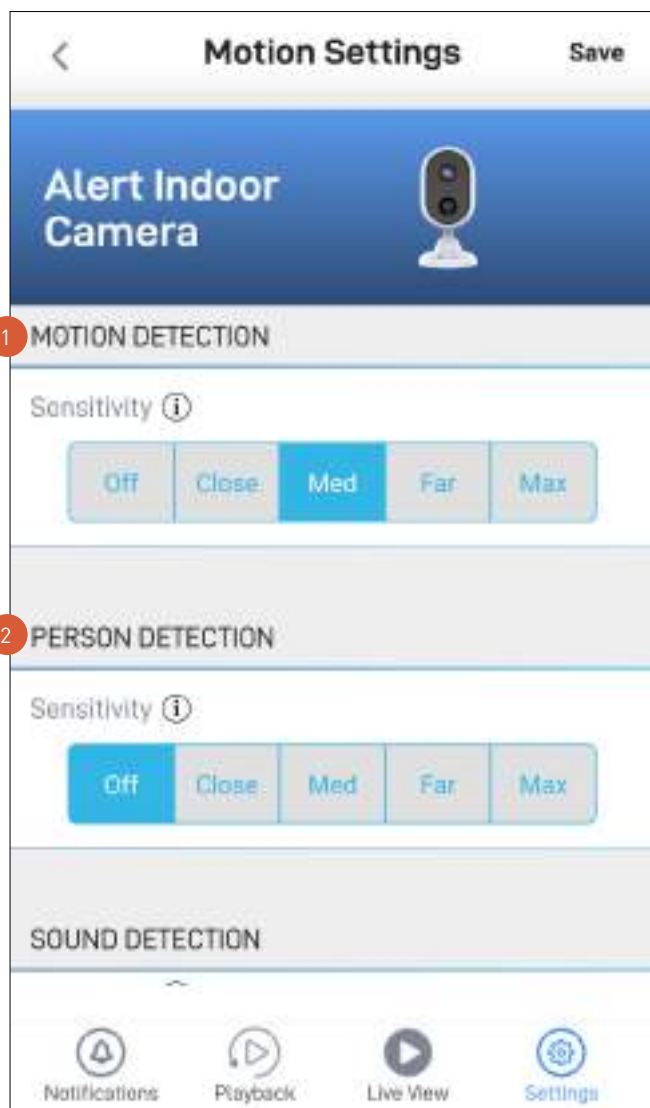 Motion Settings Save
Alert Indoor
Camera
1 MOTION DETECTION
Sensitivity i
Off Close Med Far Max
2 PERSON DETECTION
Sensitivity i
Off Close Med Far Max
SOUND DETECTION
Notifications Playback Live View Settings